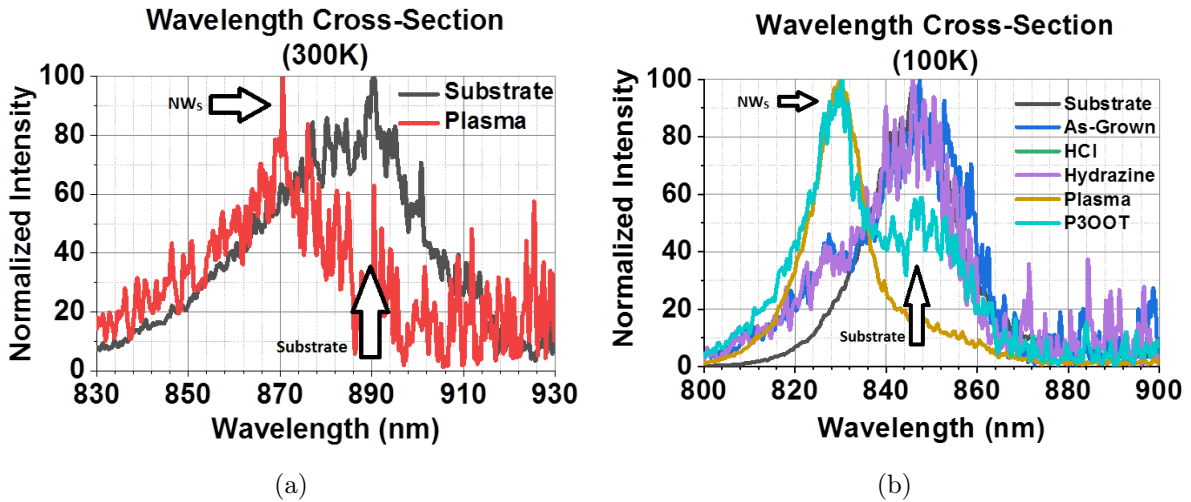 Wavelength Cross-Section
(300K)
Normalized Intensity
100
80
60
40
20
0
NWs
Substrate
Plasma
Substrate
830 850 870 890 910 930
Wavelength (nm)
(a)
Wavelength Cross-Section
(100K)
Normalized Intensity
100
80
60
40
20
0
NWs
Substrate
As-Grown
HCl
Hydrazine
Plasma
P3OOT
Substrate
800 820 840 860 880 900
Wavelength (nm)
(b)